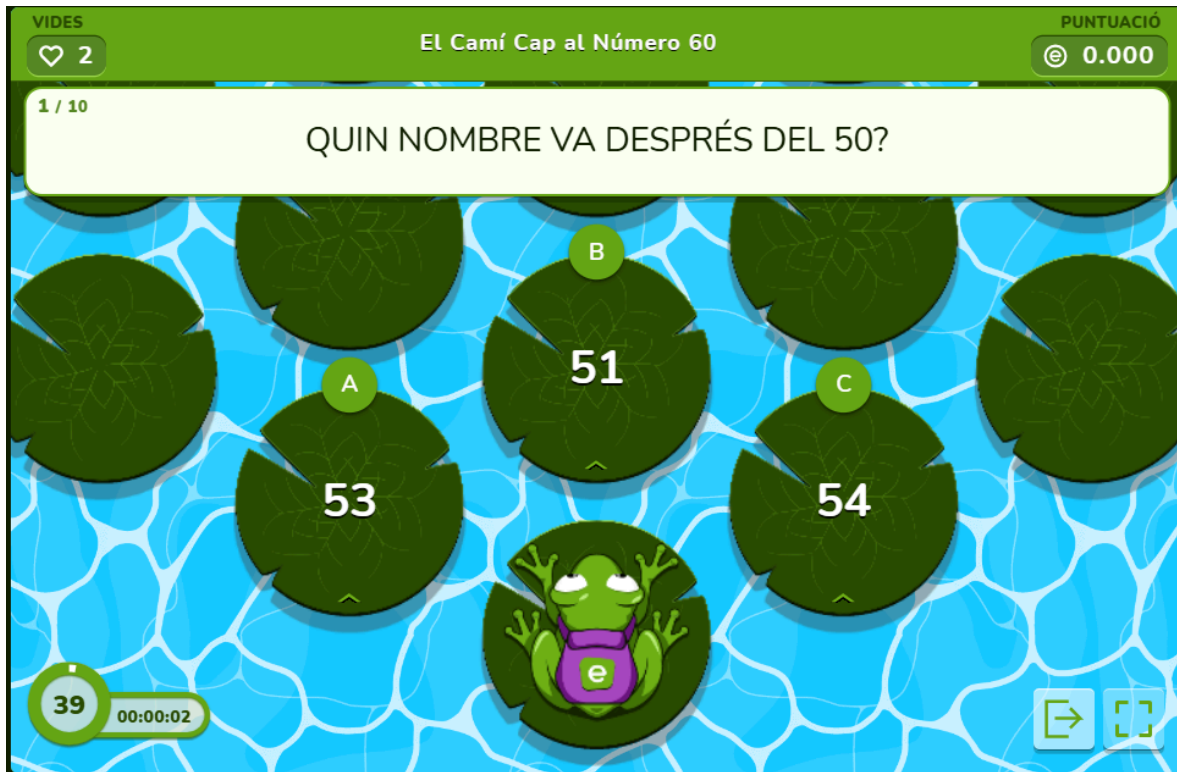 VIDES
2
El Camí Cap al Número 60
PUNTUACIÓ
0.000
1 / 10
QUIN NOMBRE VA DESPRÉS DEL 50?
B
51
A
53
C
54
e
39
00:00:02